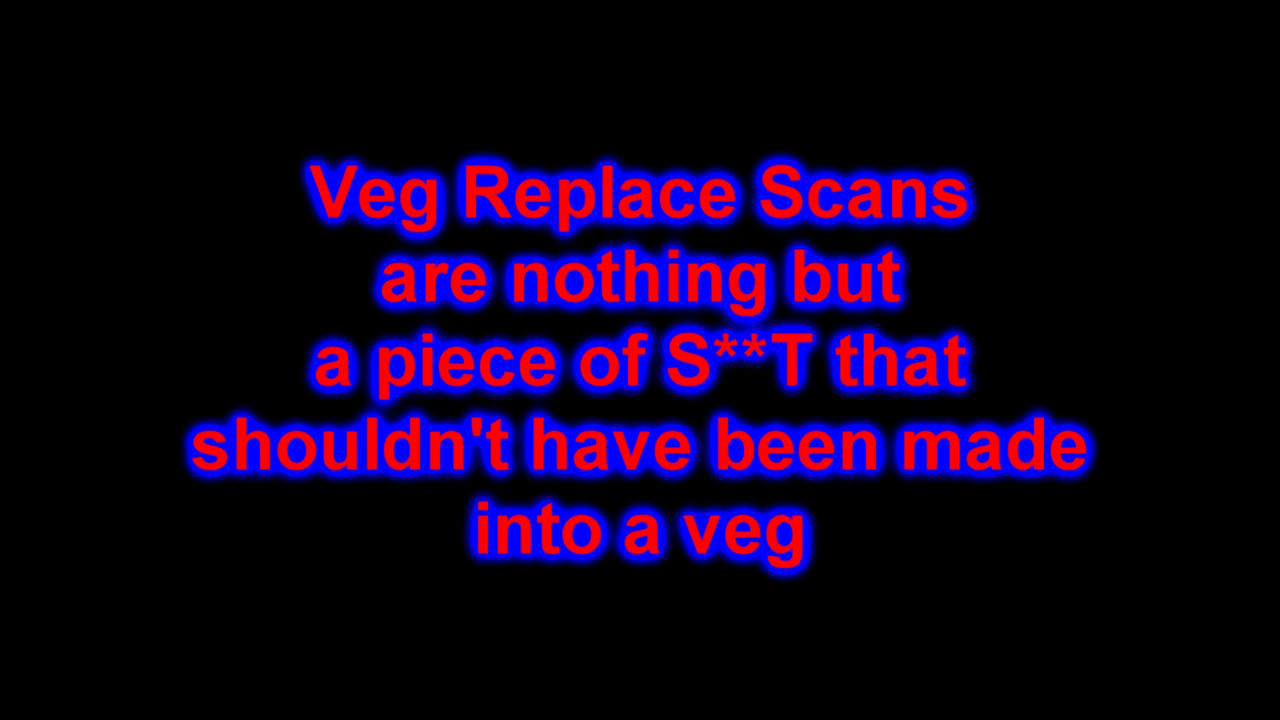 Veg Replace Scans
are nothing but
a piece of S**T that
shouldn't have been made
into a veg